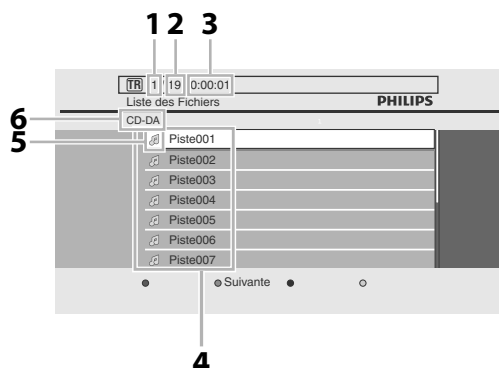 1 2 3
TR 1 / 19 0:00:01
Liste des Fichiers PHILIPS
6 CD-DA
5 Piste001
Piste002
Piste003
Piste004
Piste005
Piste006
Piste007
Suivante
4